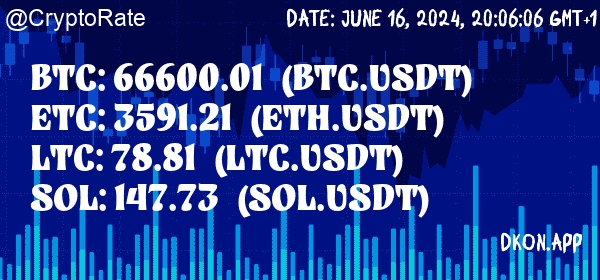 @CryptoRate
DATE: JUNE 16, 2024, 20:06:06 GMT+1
BTC: 66600.01 (BTC.USDT)
ETC: 3591.21 (ETH.USDT)
LTC: 78.81 (LTC.USDT)
SOL: 147.73 (SOL.USDT)
DKON.APP